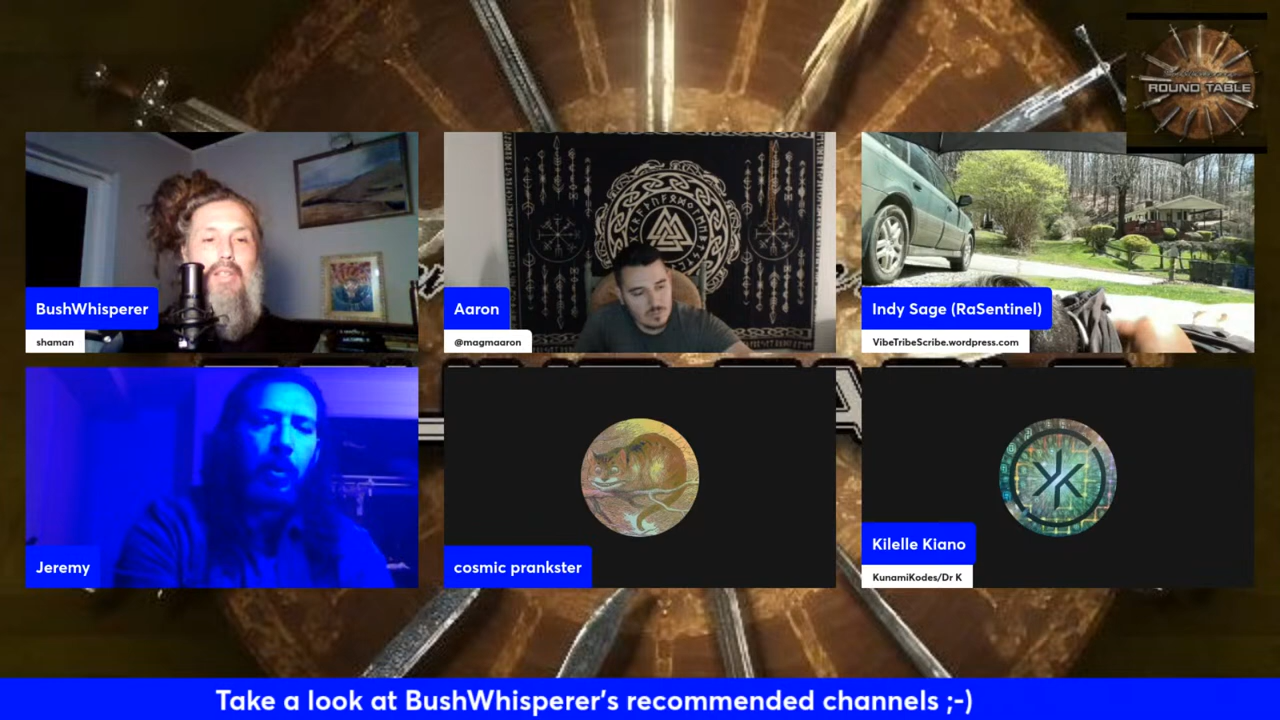 ROUND TABLE
BushWhisperer
shaman
Aaron
@magmaaron
Indy Sage (RaSentinel)
VibeTribeScribe.wordpress.com
Jeremy
cosmic prankster
Kilelle Kiano
KunamiKodes/Dr K
Take a look at BushWhisperer's recommended channels ;-)